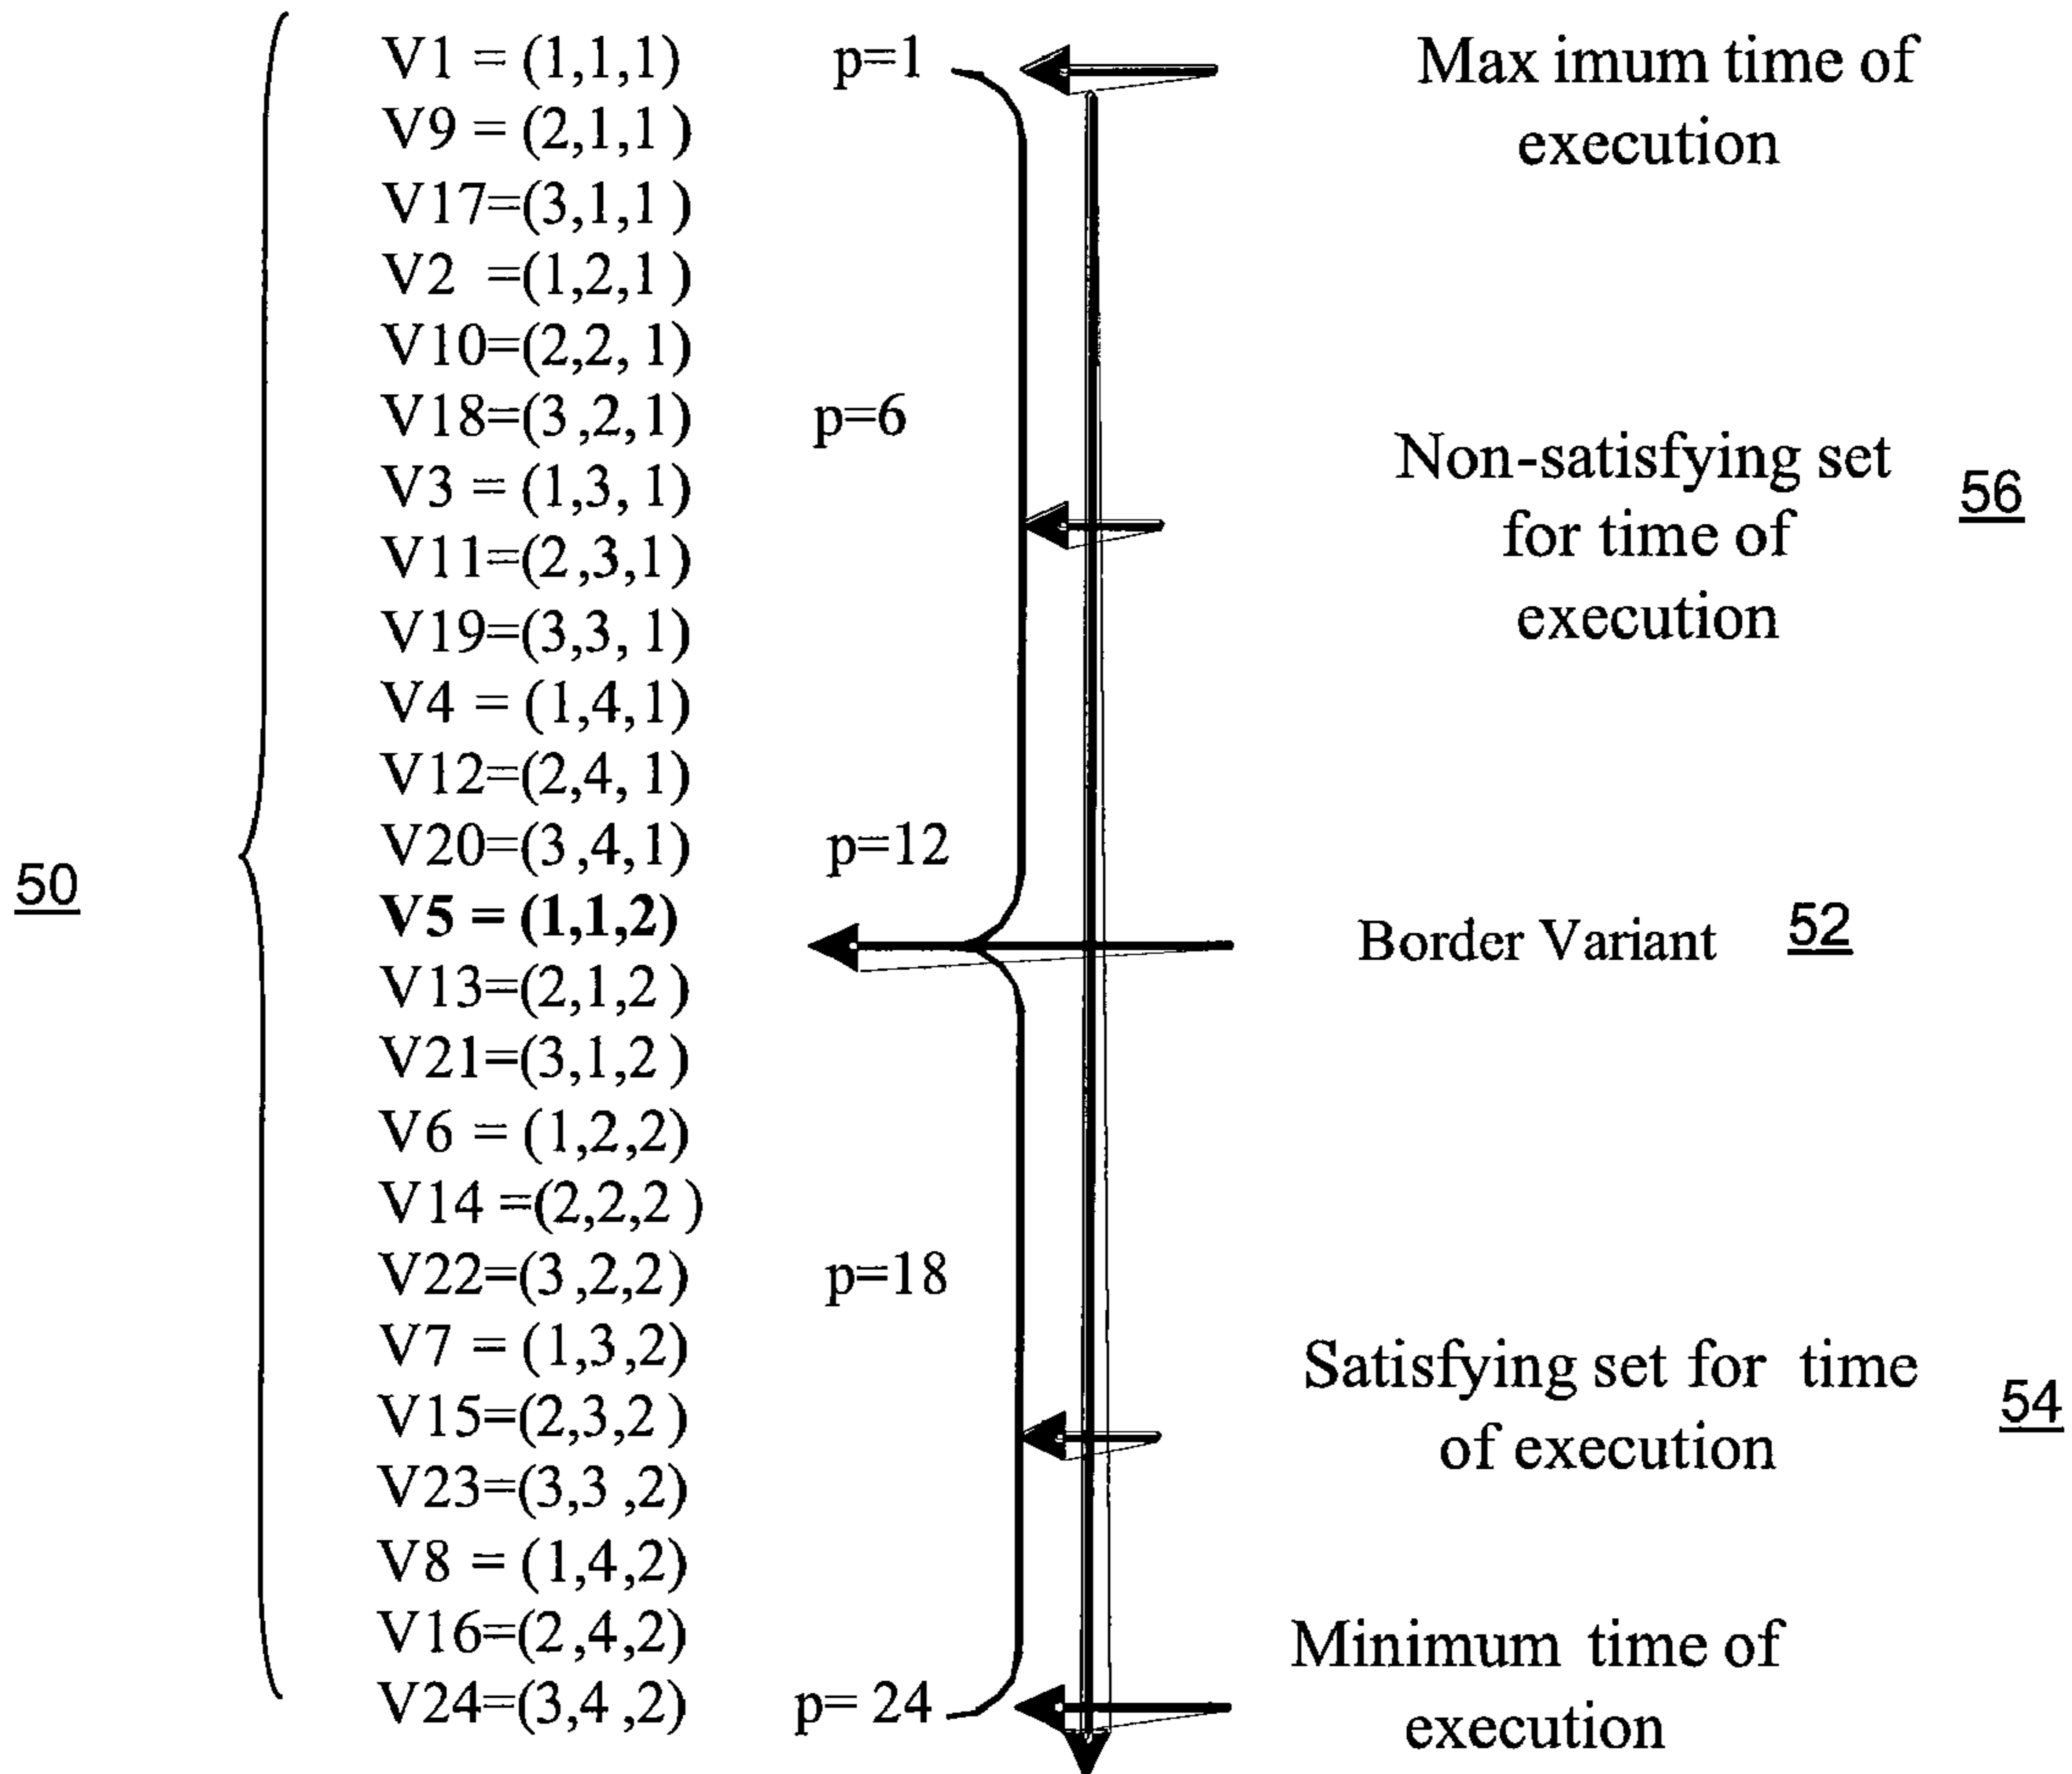 V1 = (1,1,1) p=1 Max imum time of
V9 = (2,1,1 ) execution
V17=(3,1,1 )
V2 =(1,2,1 )
V10=(2,2, 1)
V18=(3 ,2,1) p=6
Non-satisfying set
V3 = (1,3, 1) 56
for time of
V11=(2,3,1)
execution
V19=(3,3, 1)
V4 = (1,4,1)
V12=(2,4, 1)
V20=(3 ,4,1) p=12
50
V5 = (1,1,2)
Border Variant 52
V13=(2,1,2 )
V21=(3,1,2 )
V6 = (1,2,2)
V14 =(2,2,2 )
V22=(3 ,2,2) p=18
V7 = (1,3,2)
Satisfying set for time
V15=(2,3,2 ) 54
of execution
V23=(3,3 ,2)
V8 = (1,4,2)
V16=(2,4,2) Minimum time of
V24=(3,4 ,2) p= 24 execution